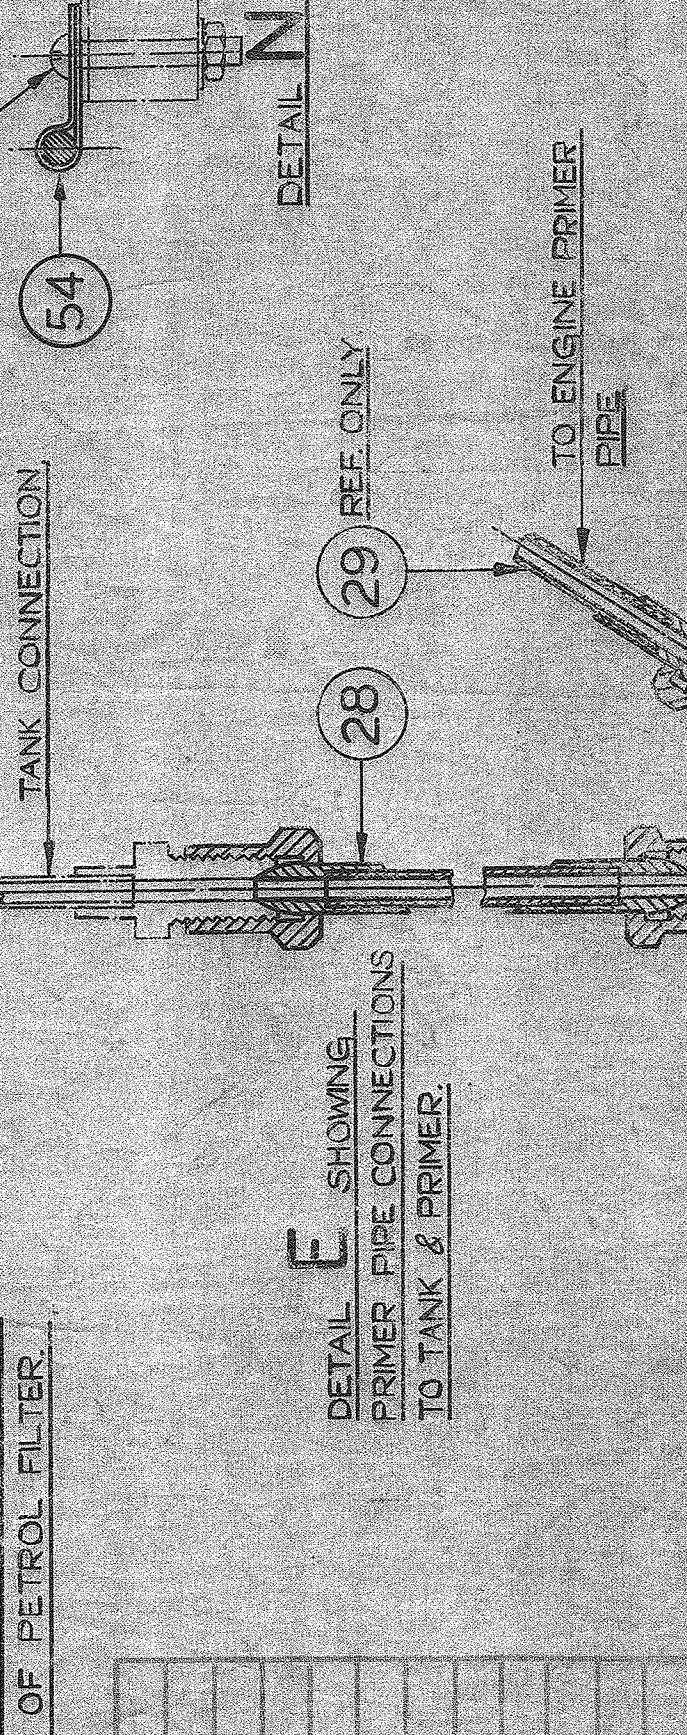 OF PETROL FILTER.
TANK CONNECTION
54
DETAIL N
DETAIL E SHOWING
PRIMER PIPE CONNECTIONS
TO TANK & PRIMER.
28
29 REF. ONLY
TO ENGINE PRIMER
PIPE